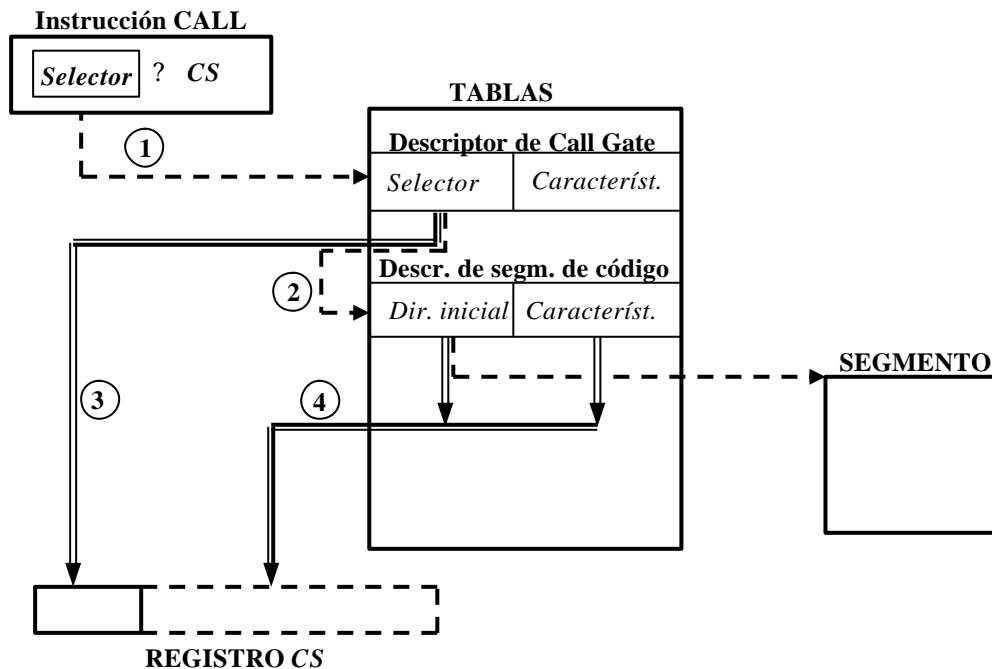 Instrucción CALL
Selector ? CS
TABLAS
1
Descriptor de Call Gate
Selector Característ.
2
Descr. de segm. de código
Dir. inicial Característ.
SEGMENTO
3
4
REGISTRO CS